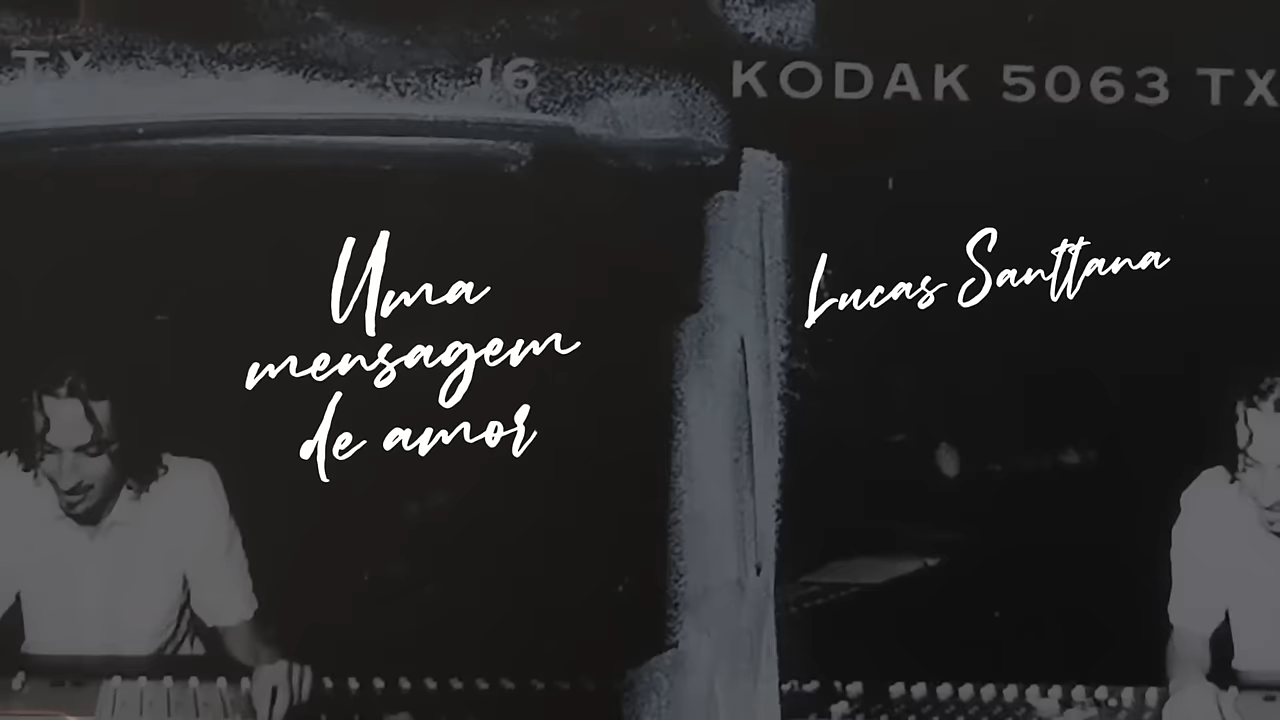 TX
16
KODAK 5063 TX
Uma
mensagem
de amor
Lucas Santtana